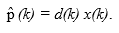 p̂ (k) = d(k) x(k).